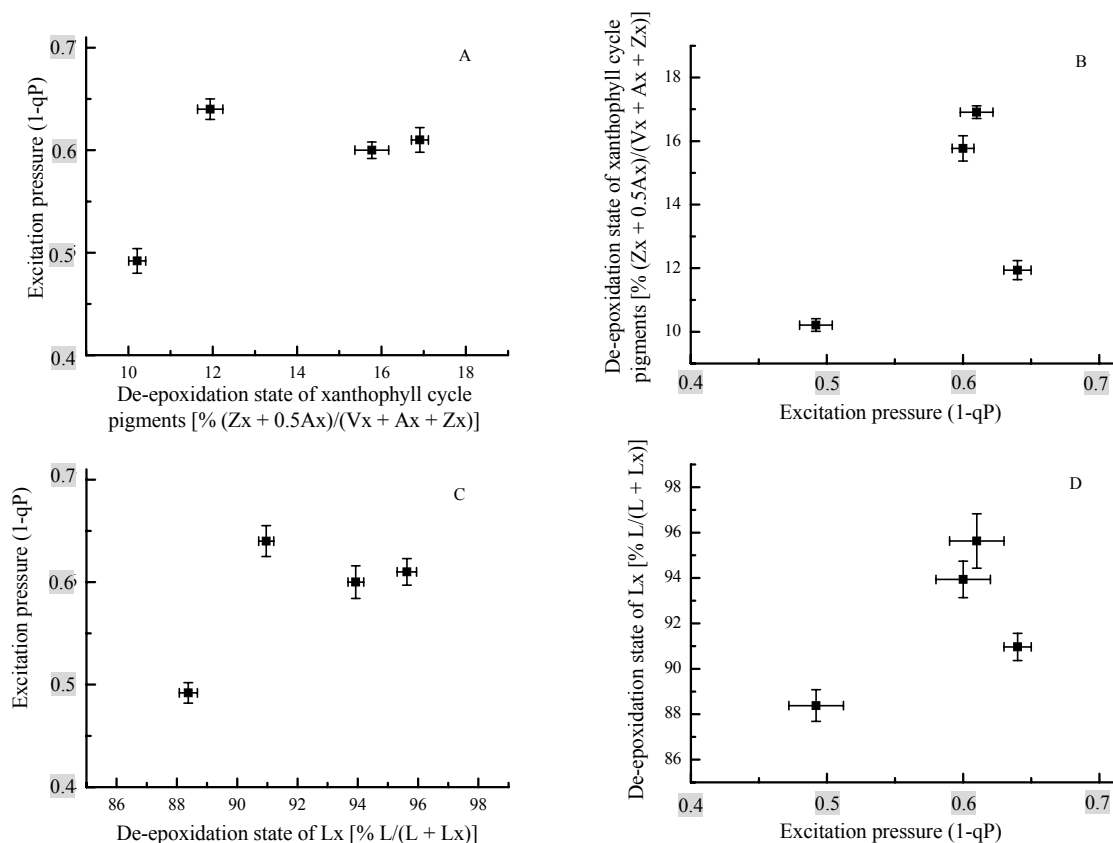 A
Excitation pressure (1-qP)
0.7
0.6
0.5
0.4
10 12 14 16 18
De-epoxidation state of xanthophyll cycle
pigments [% (Zx + 0.5Ax)/(Vx + Ax + Zx)]
B
De-epoxidation state of xanthophyll cycle
pigments [% (Zx + 0.5Ax)/(Vx + Ax + Zx)]
18
16
14
12
10
0.4 0.5 0.6 0.7
Excitation pressure (1-qP)
C
Excitation pressure (1-qP)
0.7
0.6
0.5
0.4
86 88 90 92 94 96 98
De-epoxidation state of Lx [% L/(L + Lx)]
D
De-epoxidation state of Lx [% L/(L + Lx)]
98
96
94
92
90
88
86
0.4 0.5 0.6 0.7
Excitation pressure (1-qP)